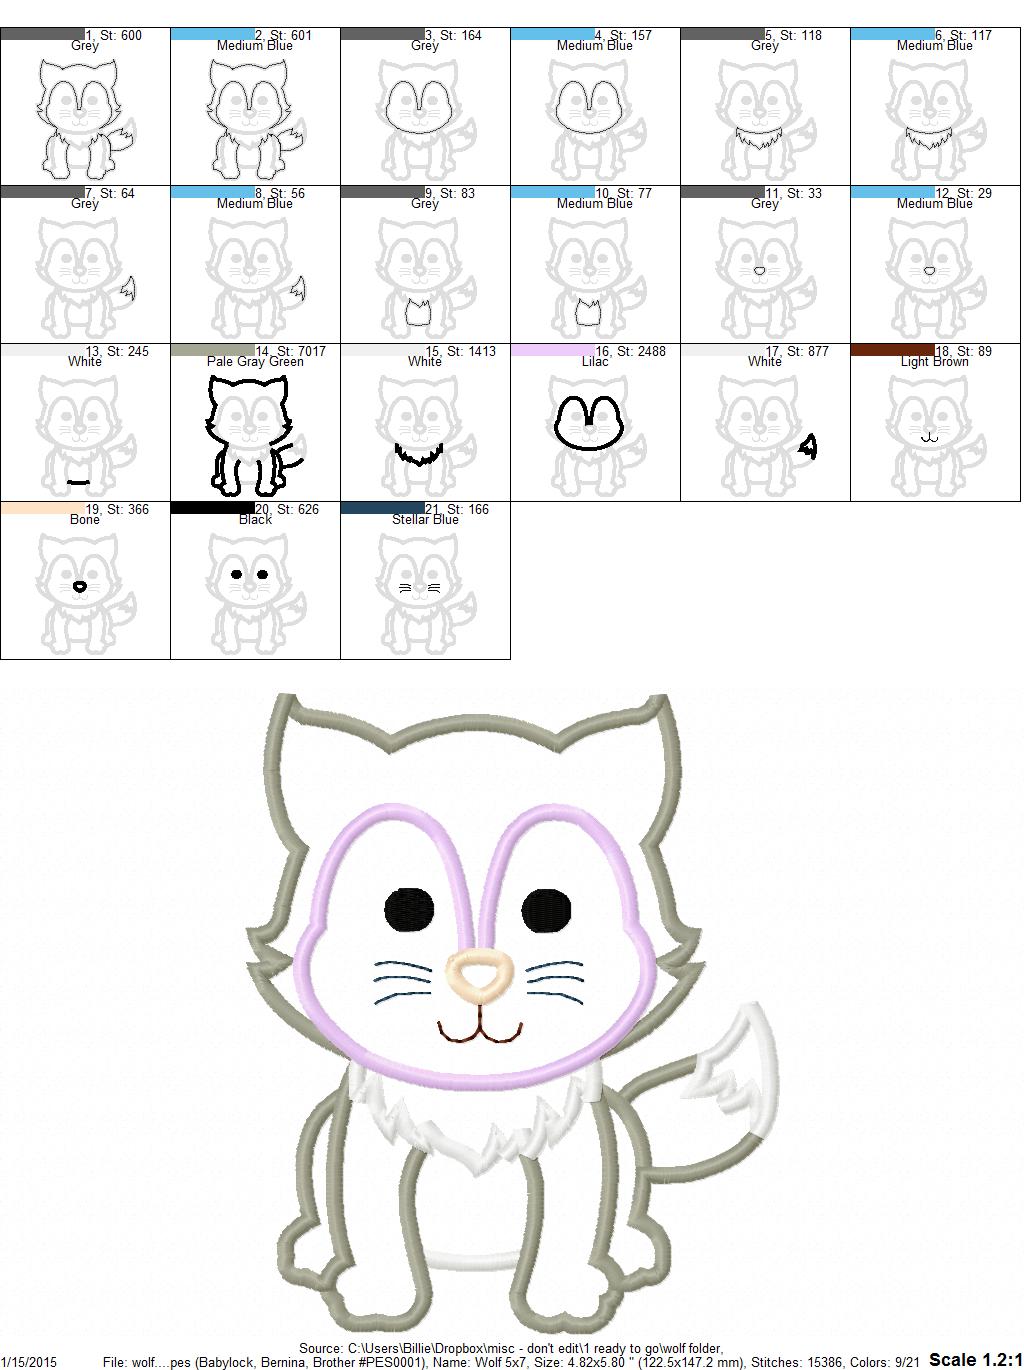 1, St: 600
Grey
2, St: 601
Medium Blue
3, St: 164
Grey
4, St: 157
Medium Blue
5, St: 118
Grey
6, St: 117
Medium Blue
7, St: 64
Grey
8, St: 56
Medium Blue
9, St: 83
Grey
10, St: 77
Medium Blue
11, St: 33
Grey
12, St: 29
Medium Blue
13, St: 245
White
14, St: 7017
Pale Gray Green
15, St: 1413
White
16, St: 2488
Lilac
17, St: 877
White
18, St: 89
Light Brown
19, St: 366
Bone
20, St: 626
Black
21, St: 166
Stellar Blue
Source: C:\Users\Billie\Dropbox\misc - don't edit\1 ready to go\wolf folder,
1/15/2015 File: wolf....pes (Babylock, Bernina, Brother #PES0001), Name: Wolf 5x7, Size: 4.82x5.80 " (122.5x147.2 mm), Stitches: 15386, Colors: 9/21 Scale 1.2:1